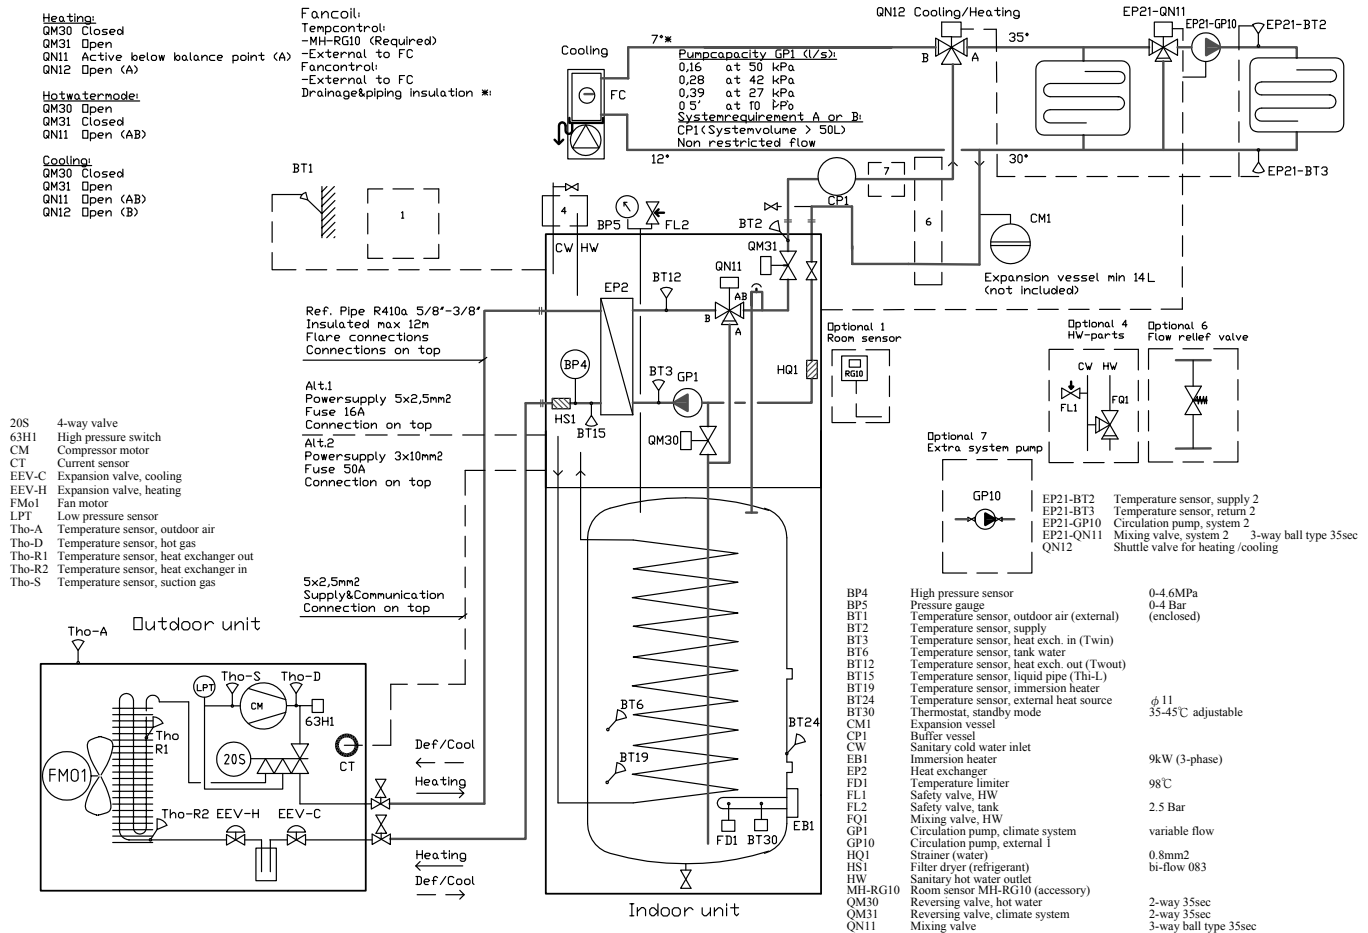 Heating:
QM30 Closed
QM31 Open
QN11 Active below balance point (A)
QN12 Open (A)
Hotwatermode:
QM30 Open
QM31 Closed
QN11 Open (AB)
Cooling:
QM30 Closed
QM31 Open
QN11 Open (AB)
QN12 Open (B)
Fancoil:
Tempcontrol:
-MH-RG10 (Required)
-External to FC
Fancontrol:
-External to FC
Drainage&piping insulation *:
Cooling
FC
7°*
12°
Pumpcapacity GP1 (l/s):
0,16 at 50 kPa
0,28 at 42 kPa
0,39 at 27 kPa
0 5' at 10 kPa
Systemrequirement A or B:
CP1(Systemvolume > 50L)
Non restricted flow
QN12 Cooling/Heating
B
A
35°
30°
EP21-QN11
EP21-GP10
EP21-BT2
EP21-BT3
BT1
1
4
CW
HW
BP5
FL2
BT2
CP1
7
6
CM1
Expansion vessel min 14L
(not included)
QM31
QN11
AB
B
A
BT12
EP2
BP4
BT3
GP1
HS1
BT15
QM30
HQ1
Ref. Pipe R410a 5/8"-3/8"
Insulated max 12m
Flare connections
Connections on top
Alt.1
Powersupply 5x2,5mm2
Fuse 16A
Connection on top
Alt.2
Powersupply 3x10mm2
Fuse 50A
Connection on top
5x2,5mm2
Supply&Communication
Connection on top
Optional 1
Room sensor
RG10
Optional 4
HW-parts
CW
HW
FL1
FQ1
Optional 6
Flow relief valve
Optional 7
Extra system pump
GP10
20S 4-way valve
63H1 High pressure switch
CM Compressor motor
CT Current sensor
EEV-C Expansion valve, cooling
EEV-H Expansion valve, heating
FMo1 Fan motor
LPT Low pressure sensor
Tho-A Temperature sensor, outdoor air
Tho-D Temperature sensor, hot gas
Tho-R1 Temperature sensor, heat exchanger out
Tho-R2 Temperature sensor, heat exchanger in
Tho-S Temperature sensor, suction gas
EP21-BT2 Temperature sensor, supply 2
EP21-BT3 Temperature sensor, return 2
EP21-GP10 Circulation pump, system 2
EP21-QN11 Mixing valve, system 2 3-way ball type 35sec
QN12 Shuttle valve for heating /cooling
BP4 High pressure sensor 0-4.6MPa
BP5 Pressure gauge 0-4 Bar
BT1 Temperature sensor, outdoor air (external) (enclosed)
BT2 Temperature sensor, supply
BT3 Temperature sensor, heat exch. in (Twin)
BT6 Temperature sensor, tank water
BT12 Temperature sensor, heat exch. out (Twout)
BT15 Temperature sensor, liquid pipe (Thi-L)
BT19 Temperature sensor, immersion heater
BT24 Temperature sensor, external heat source ϕ 11
BT30 Thermostat, standby mode 35-45℃ adjustable
CM1 Expansion vessel
CP1 Buffer vessel
CW Sanitary cold water inlet
EB1 Immersion heater 9kW (3-phase)
EP2 Heat exchanger
FD1 Temperature limiter 98℃
FL1 Safety valve, HW
FL2 Safety valve, tank 2.5 Bar
FQ1 Mixing valve, HW
GP1 Circulation pump, climate system variable flow
GP10 Circulation pump, external 1
HQ1 Strainer (water) 0.8mm2
HS1 Filter dryer (refrigerant) bi-flow 083
HW Sanitary hot water outlet
MH-RG10 Room sensor MH-RG10 (accessory)
QM30 Reversing valve, hot water 2-way 35sec
QM31 Reversing valve, climate system 2-way 35sec
QN11 Mixing valve 3-way ball type 35sec
Outdoor unit
Tho-A
LPT
Tho-S
Tho-D
CM
63H1
Tho
R1
20S
CT
FMO1
Tho-R2
EEV-H
EEV-C
Def/Cool
Heating
Heating
Def/Cool
BT6
BT19
BT24
FD1
BT30
EB1
Indoor unit